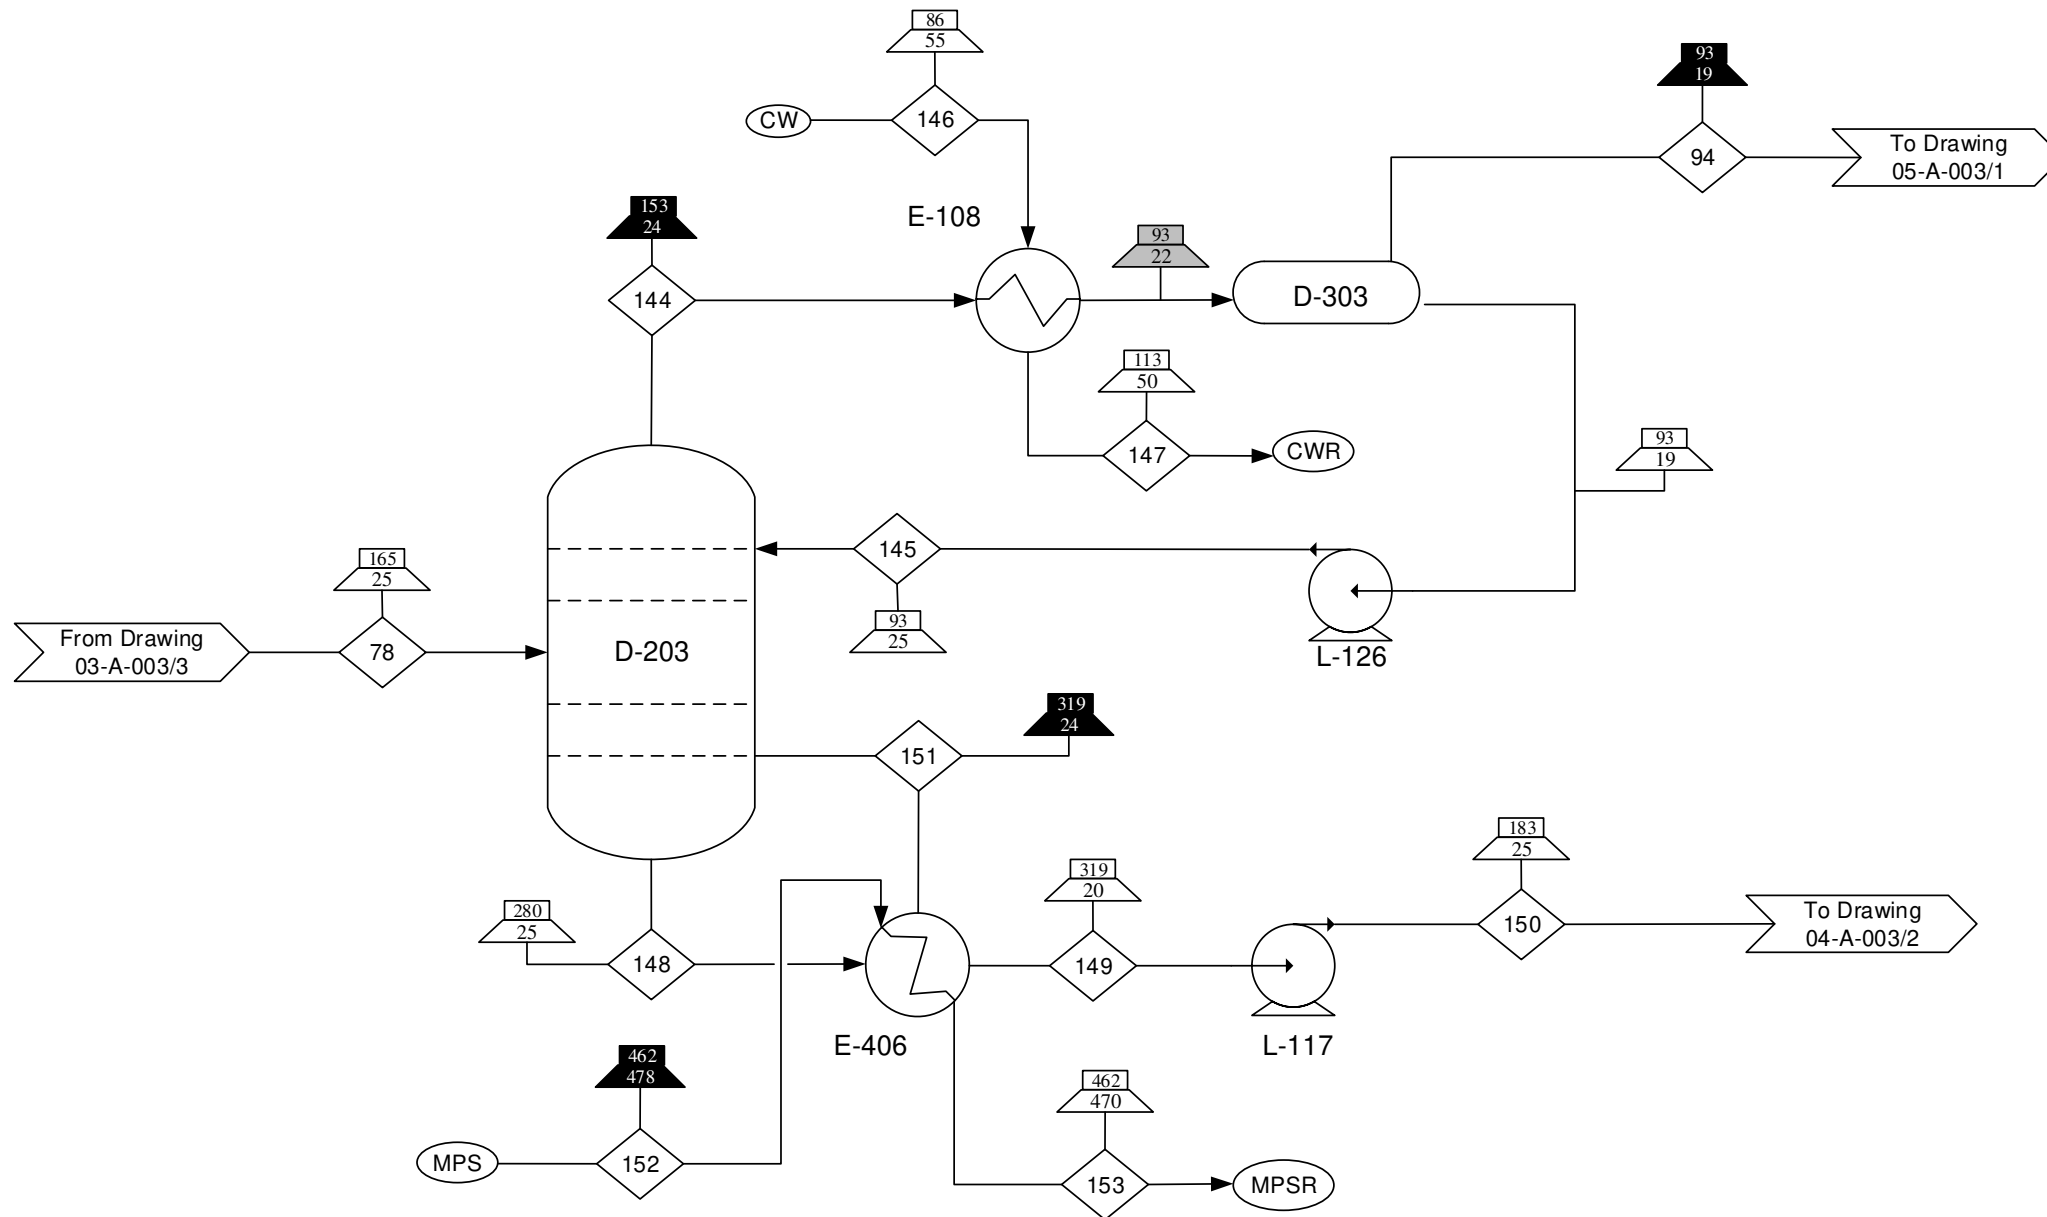 86
55
CW
146
93
19
94
To Drawing
05-A-003/1
E-108
153
24
144
93
22
D-303
113
50
147
CWR
93
19
165
25
From Drawing
03-A-003/3
78
D-203
145
93
25
L-126
319
24
151
280
25
148
319
20
149
183
25
150
To Drawing
04-A-003/2
E-406
L-117
462
478
MPS
152
462
470
153
MPSR